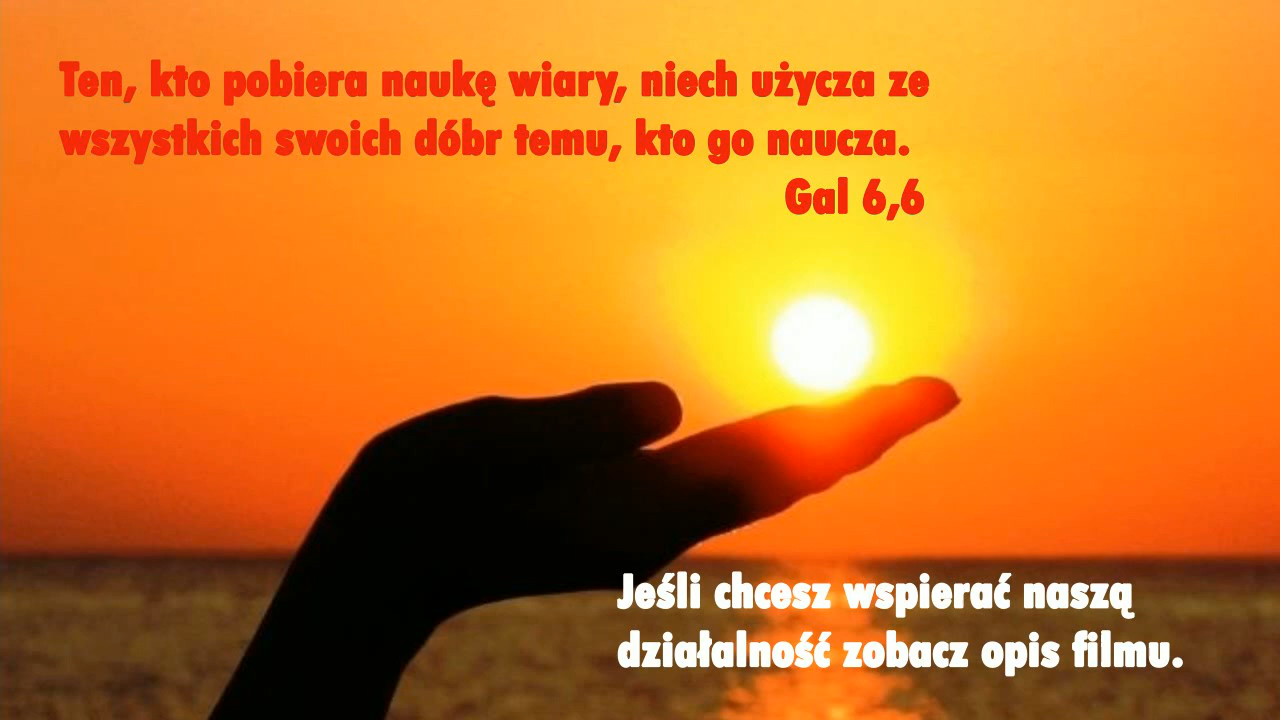 Ten, kto pobiera naukę wiary, niech użycza ze
wszystkich swoich dóbr temu, kto go naucza.
Gal 6,6
Jeśli chcesz wspierać naszą
działalność zobacz opis filmu.